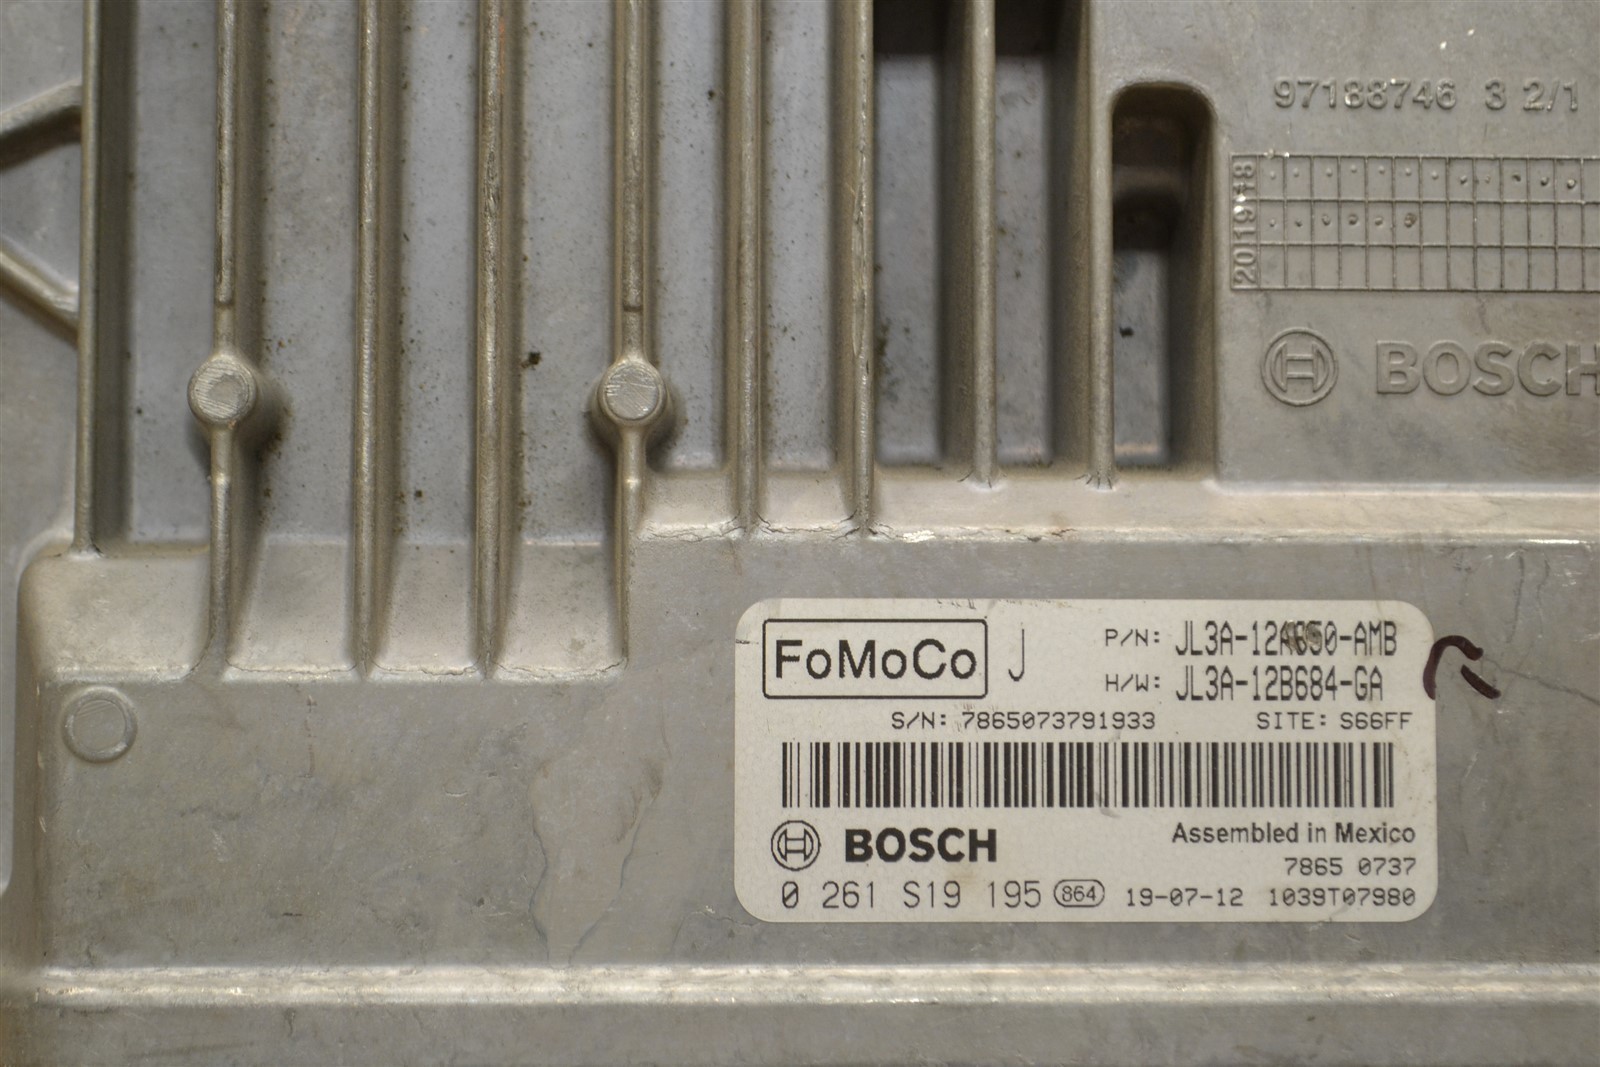 97188746 3 2/1
2019 18
BOSCH
FoMoCo J P/N: JL3A-12A650-AMB
H/W: JL3A-12B684-GA
S/N: 7865073791933 SITE: S66FF
BOSCH Assembled in Mexico
7865 0737
0 261 S19 195 864 19-07-12 1039T07980